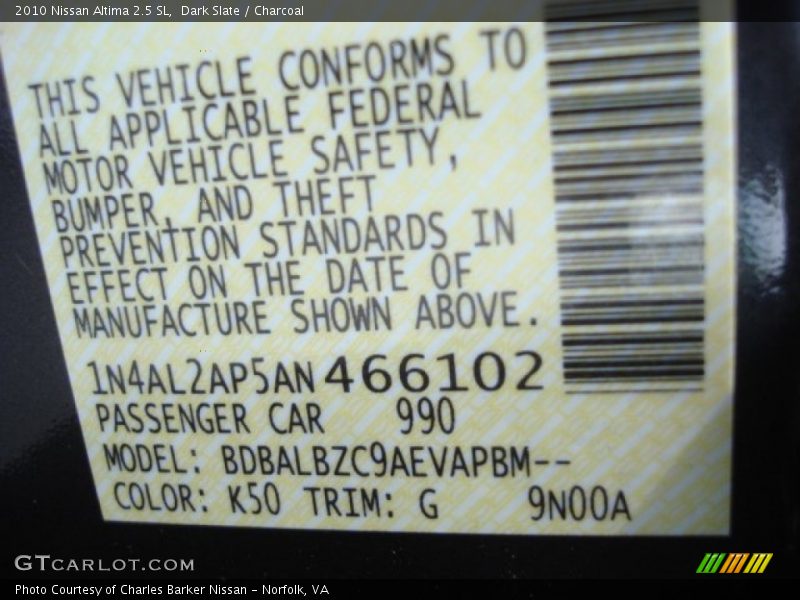 2010 Nissan Altima 2.5 SL,  Dark Slate / Charcoal
THIS VEHICLE CONFORMS TO
ALL APPLICABLE FEDERAL
MOTOR VEHICLE SAFETY,
BUMPER, AND THEFT
PREVENTION STANDARDS IN
EFFECT ON THE DATE OF
MANUFACTURE SHOWN ABOVE.
1N4AL2AP5AN466102
PASSENGER CAR 990
MODEL: BDBALBZC9AEVAPBM--
COLOR: K50 TRIM: G 9N00A
GTCARLOT.COM
Photo Courtesy of Charles Barker Nissan - Norfolk, VA